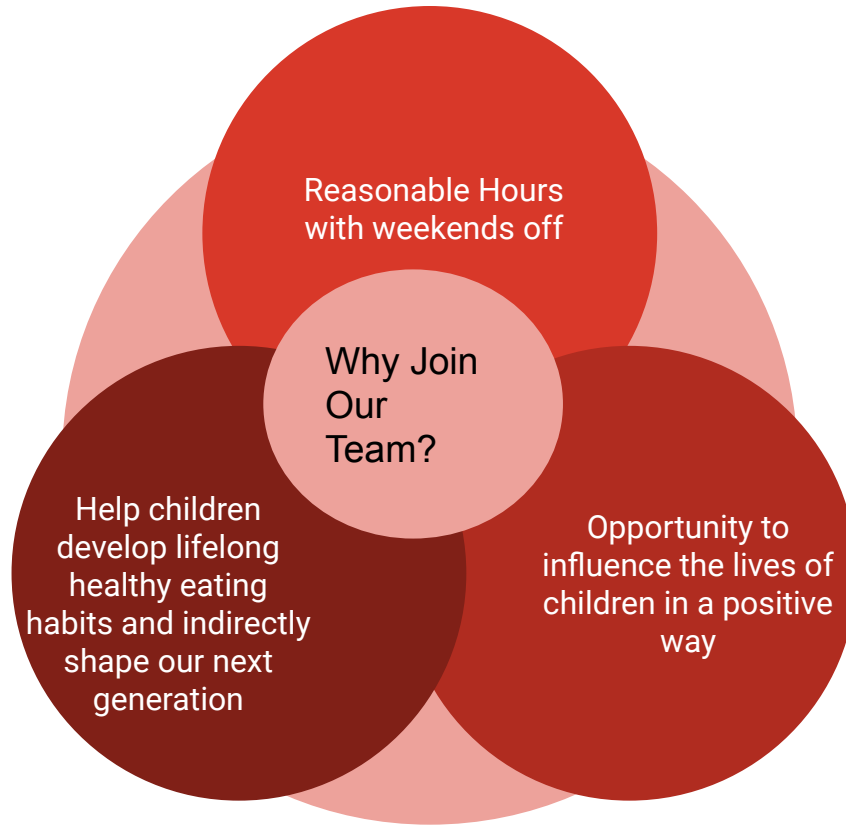 Reasonable Hours
with weekends off
Why Join
Our
Team?
Help children
develop lifelong
healthy eating
habits and indirectly
shape our next
generation
Opportunity to
influence the lives of
children in a positive
way